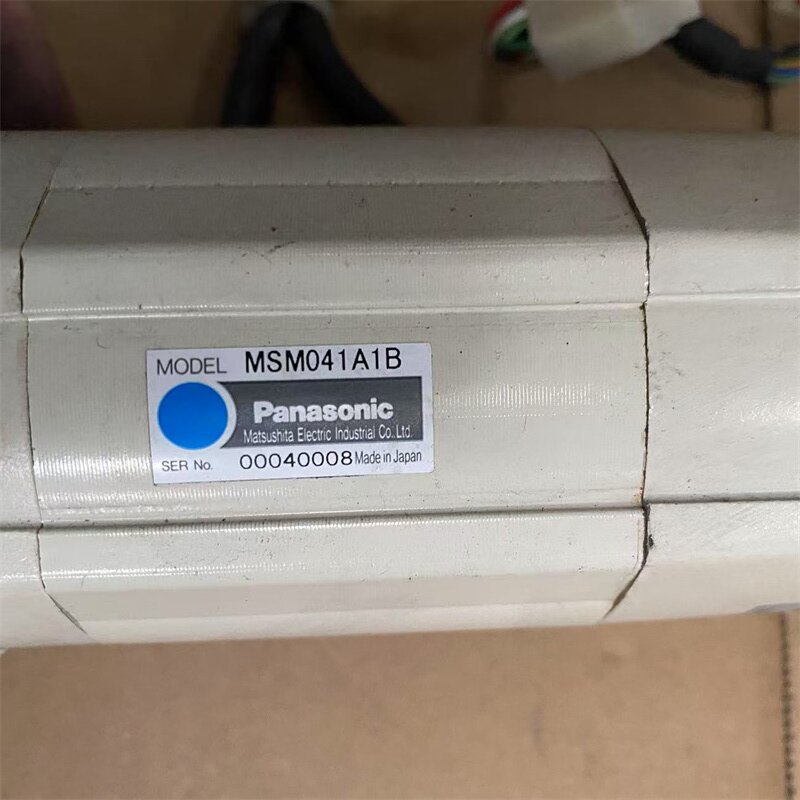 MODEL MSM041A1B
Panasonic
Matsushita Electric Industrial Co., Ltd.
SER No. 00040008 Made in Japan